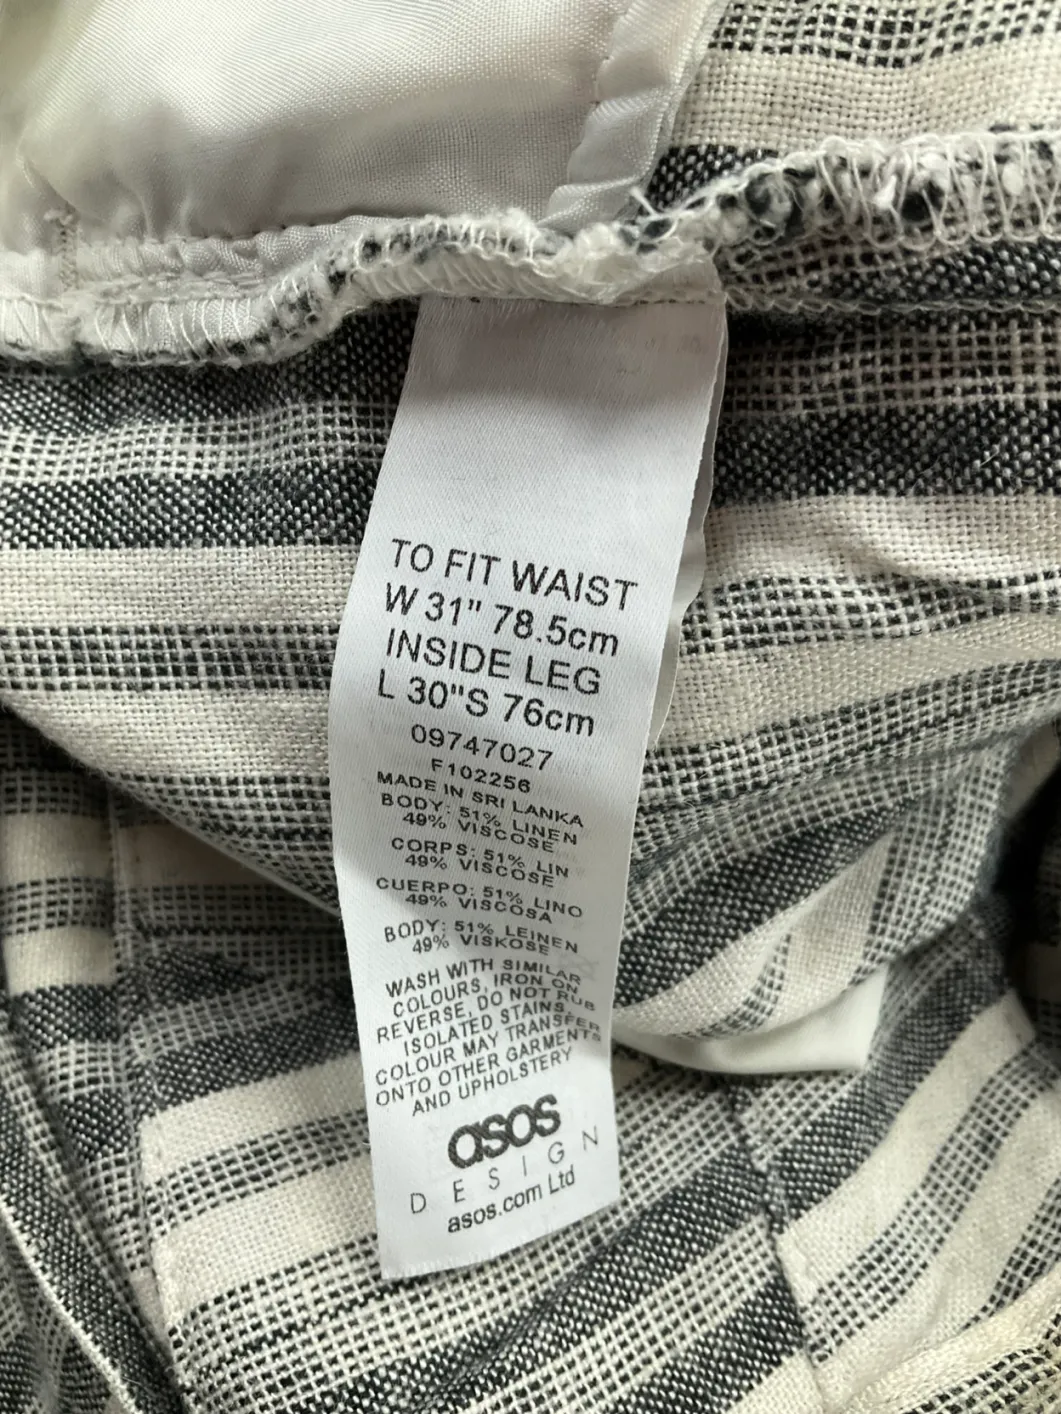 TO FIT WAIST
W 31" 78.5cm
INSIDE LEG
L 30"S 76cm
09747027
F102256
MADE IN SRI LANKA
BODY: 51% LINEN
49% VISCOSE
CORPS: 51% LIN
49% VISCOSE
CUERPO: 51% LINO
49% VISCOSA
BODY: 51% LEINEN
49% VISKOSE
WASH WITH SIMILAR
COLOURS, IRON ON
REVERSE, DO NOT RUB
ISOLATED STAINS,
COLOUR MAY TRANSFER
ONTO OTHER GARMENTS
AND UPHOLSTERY
asos
DESIGN
asos.com Ltd